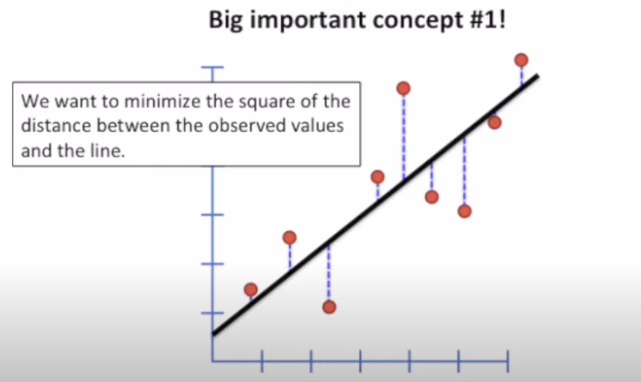 Big important concept #1!
We want to minimize the square of the
distance between the observed values
and the line.